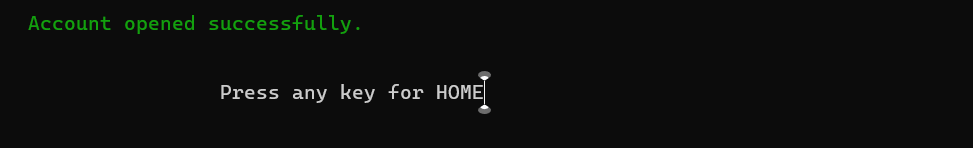 Account opened successfully.
Press any key for HOME